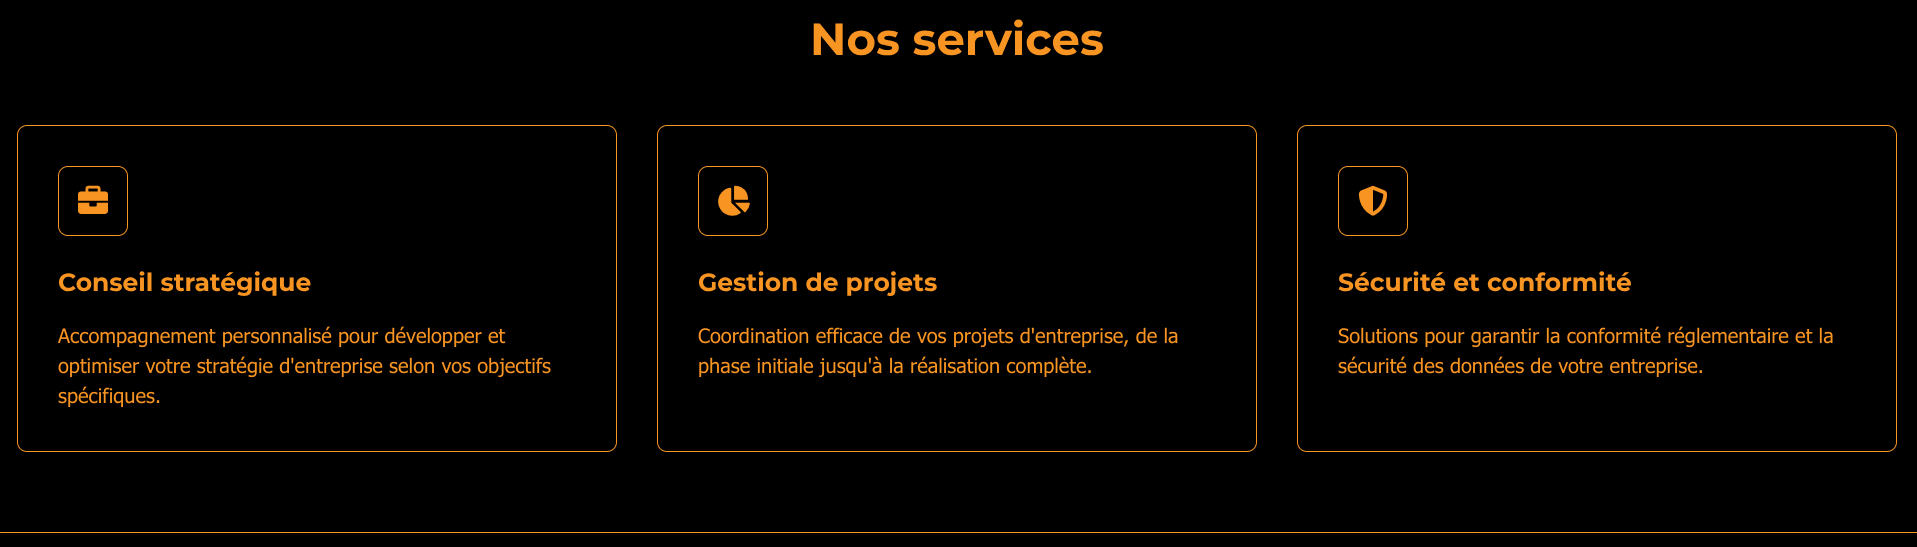 Nos services
Conseil stratégique
Accompagnement personnalisé pour développer et
optimiser votre stratégie d'entreprise selon vos objectifs
spécifiques.
Gestion de projets
Coordination efficace de vos projets d'entreprise, de la
phase initiale jusqu'à la réalisation complète.
Sécurité et conformité
Solutions pour garantir la conformité réglementaire et la
sécurité des données de votre entreprise.